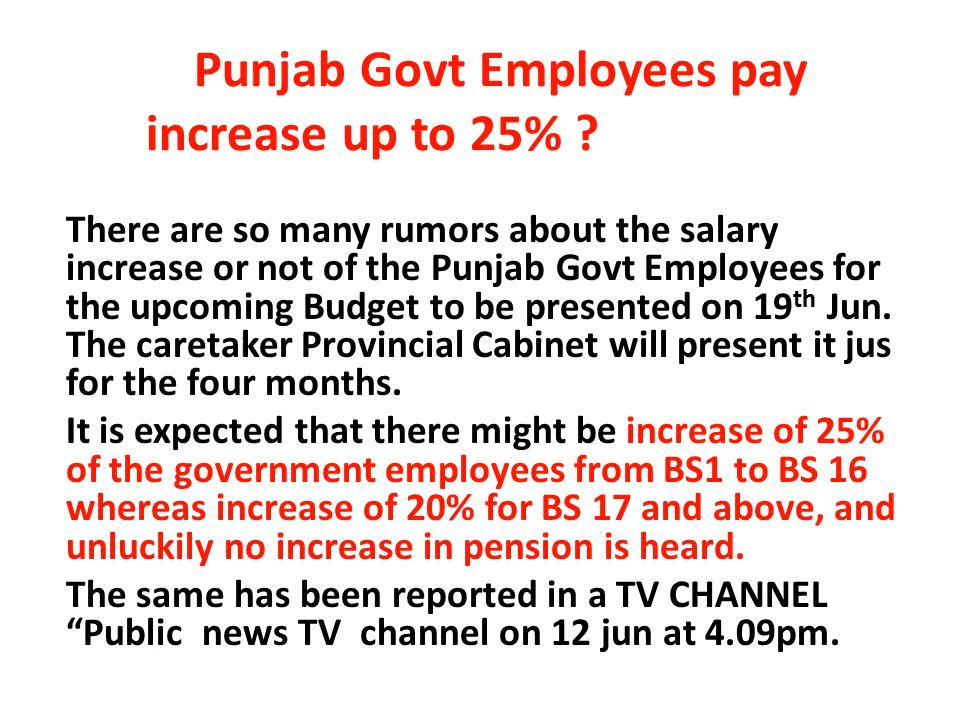 Punjab Govt Employees pay
increase up to 25% ?
There are so many rumors about the salary
increase or not of the Punjab Govt Employees for
the upcoming Budget to be presented on 19th Jun.
The caretaker Provincial Cabinet will present it jus
for the four months.
It is expected that there might be increase of 25%
of the government employees from BS1 to BS 16
whereas increase of 20% for BS 17 and above, and
unluckily no increase in pension is heard.
The same has been reported in a TV CHANNEL
“Public  news TV  channel on 12 jun at 4.09pm.